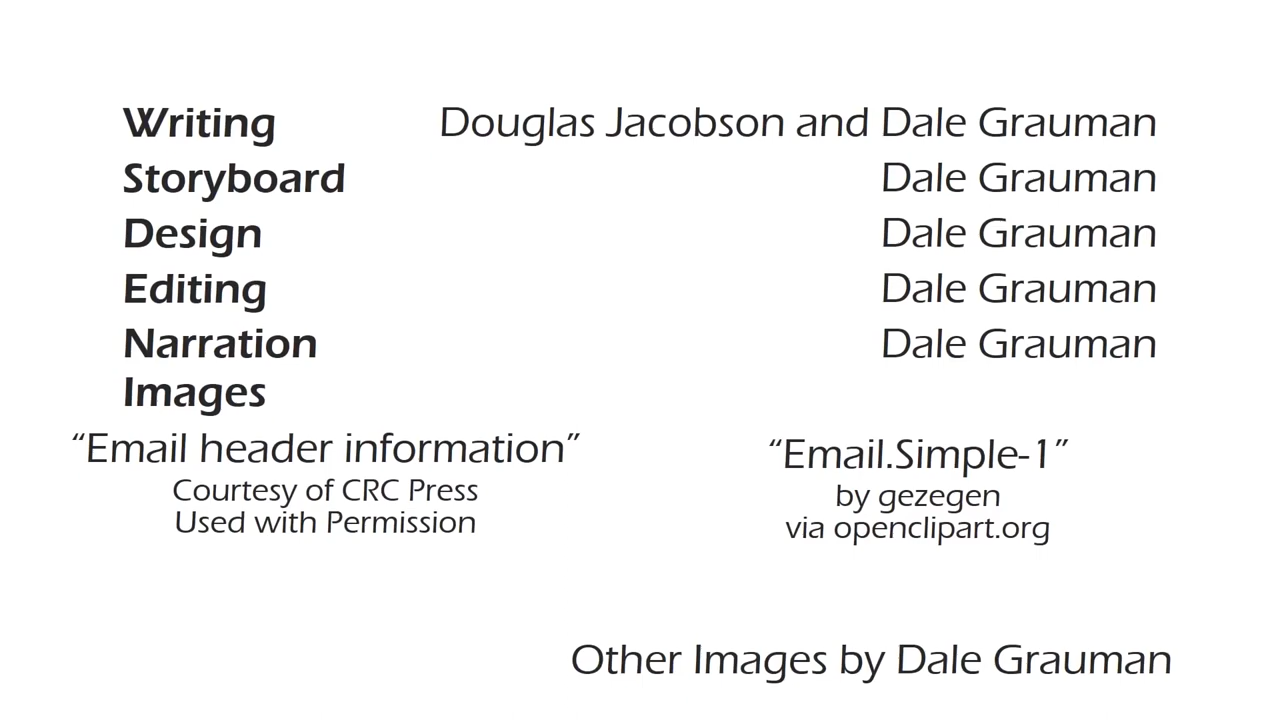 Writing Douglas Jacobson and Dale Grauman
Storyboard Dale Grauman
Design Dale Grauman
Editing Dale Grauman
Narration Dale Grauman
Images
“Email header information”
Courtesy of CRC Press
Used with Permission
“Email.Simple-1”
by gezegen
via openclipart.org
Other Images by Dale Grauman